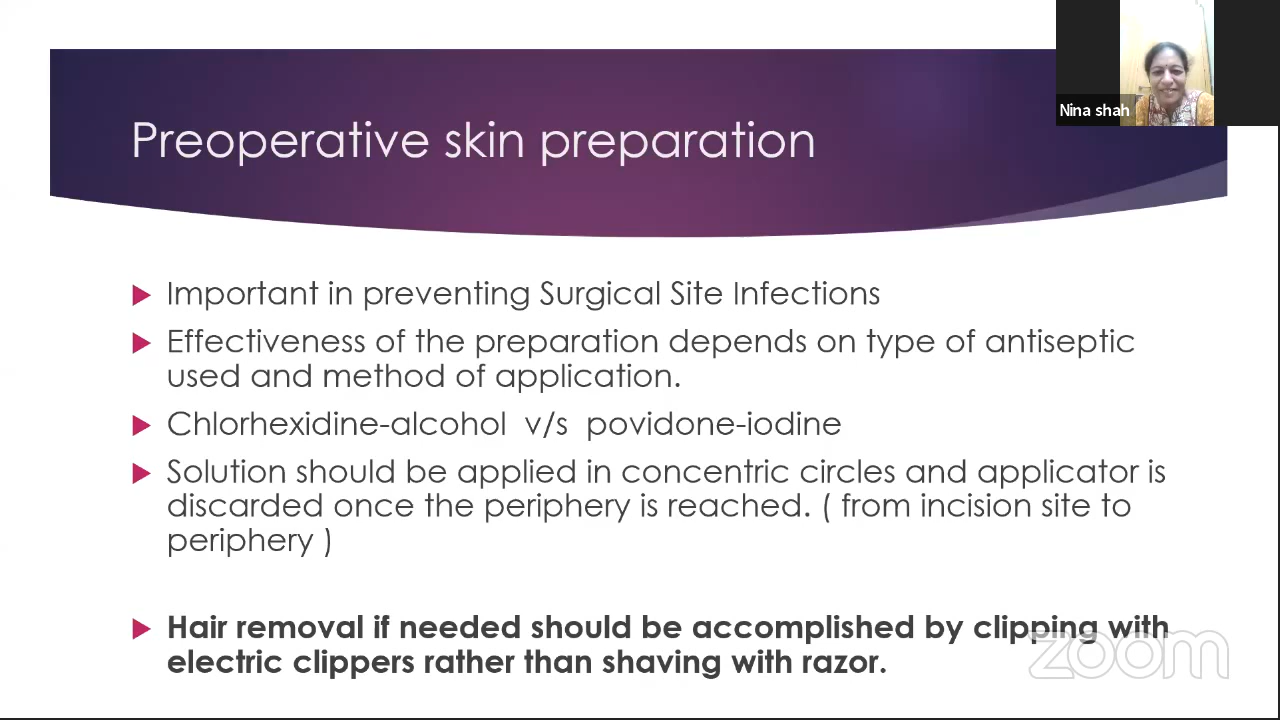 Nina shah
Preoperative skin preparation
Important in preventing Surgical Site Infections
Effectiveness of the preparation depends on type of antiseptic
used and method of application.
Chlorhexidine-alcohol v/s povidone-iodine
Solution should be applied in concentric circles and applicator is
discarded once the periphery is reached. ( from incision site to
periphery )
Hair removal if needed should be accomplished by clipping with
electric clippers rather than shaving with razor.
zoom